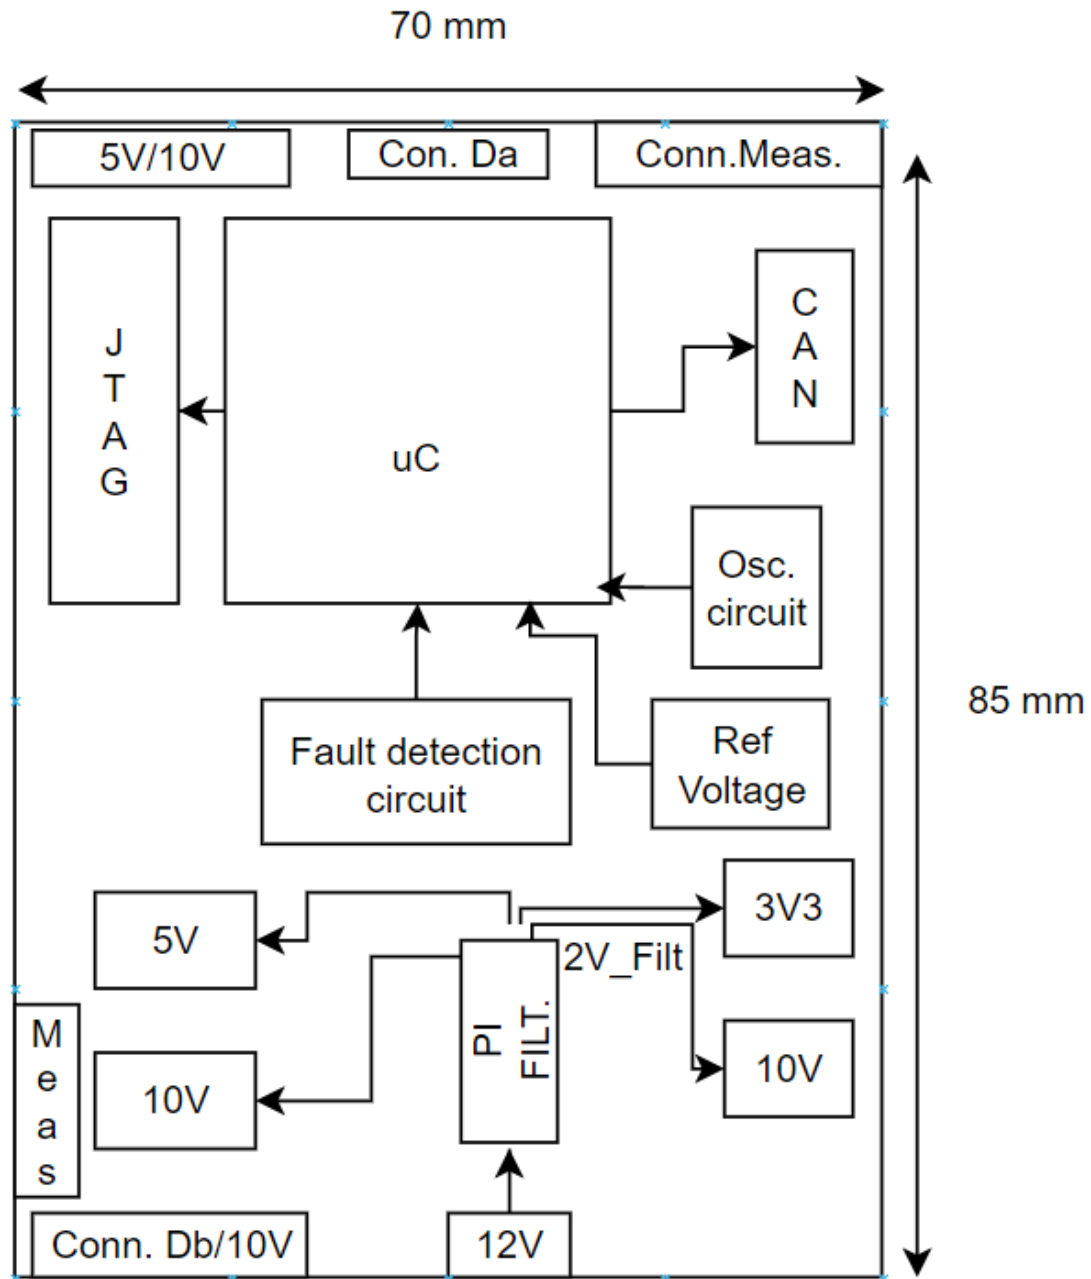 70 mm
5V/10V
Con. Da
Conn.Meas.
J
T
A
G
uC
C
A
N
Osc.
circuit
85 mm
Fault detection
circuit
Ref
Voltage
5V
3V3
2V_Filt
PI
FILT.
M
e
a
s
10V
10V
Conn. Db/10V
12V